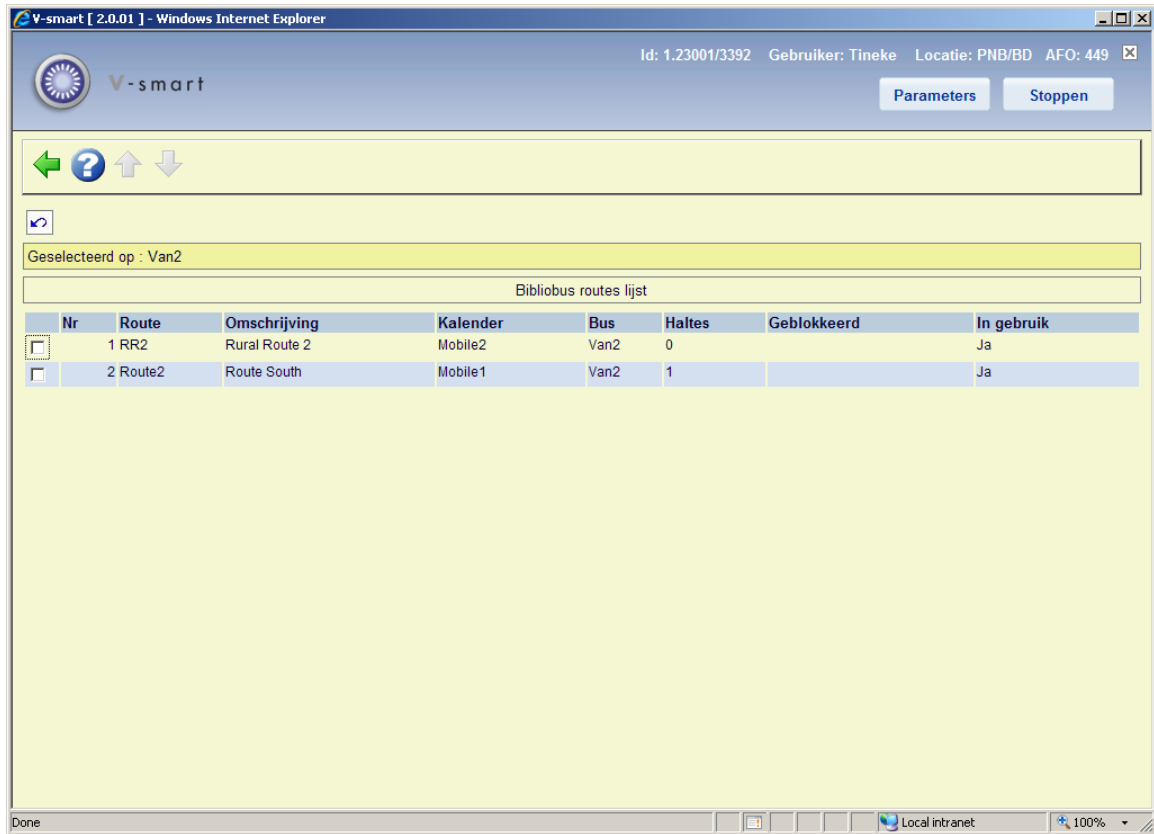 V-smart [ 2.0.01 ] - Windows Internet Explorer
Id: 1.23001/3392 Gebruiker: Tineke Locatie: PNB/BD AFO: 449
V-smart
Parameters Stoppen
Geselecteerd op : Van2
Bibliobus routes lijst
Nr Route Omschrijving Kalender Bus Haltes Geblokkeerd In gebruik
1 RR2 Rural Route 2 Mobile2 Van2 0 Ja
2 Route2 Route South Mobile1 Van2 1 Ja
Done Local intranet 100%